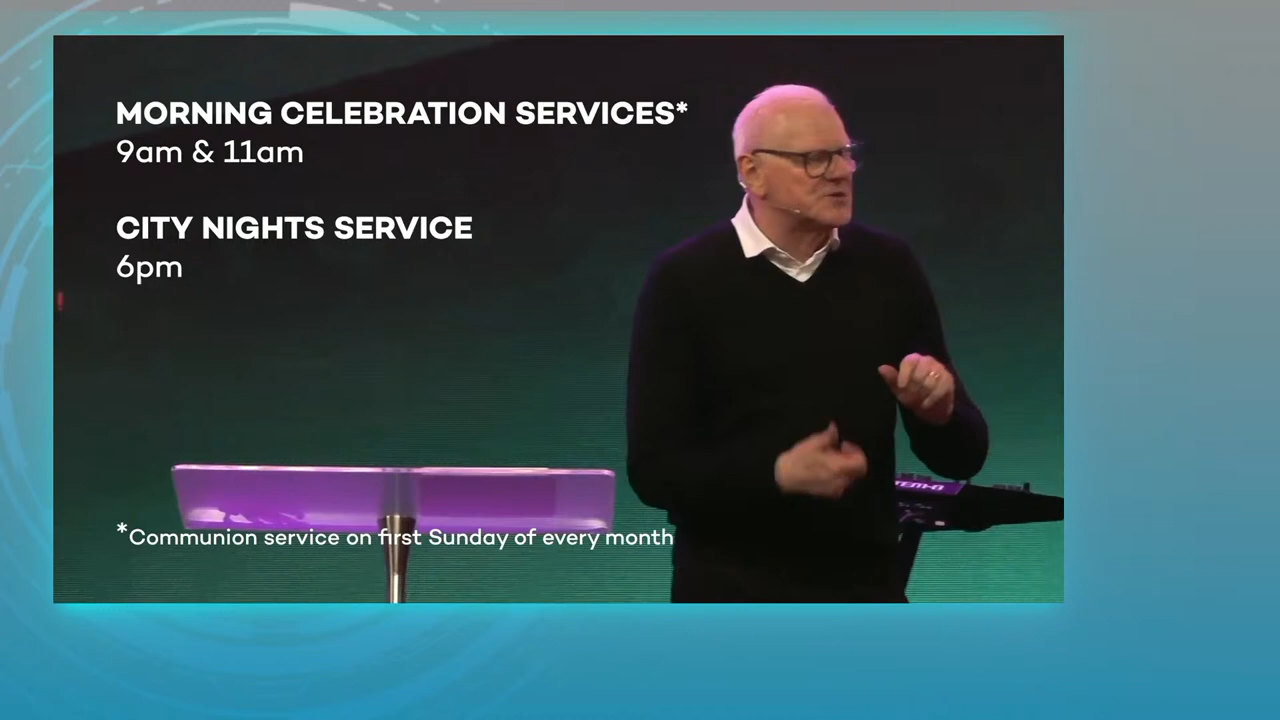 MORNING CELEBRATION SERVICES*
9am & 11am
CITY NIGHTS SERVICE
6pm
*Communion service on first Sunday of every month